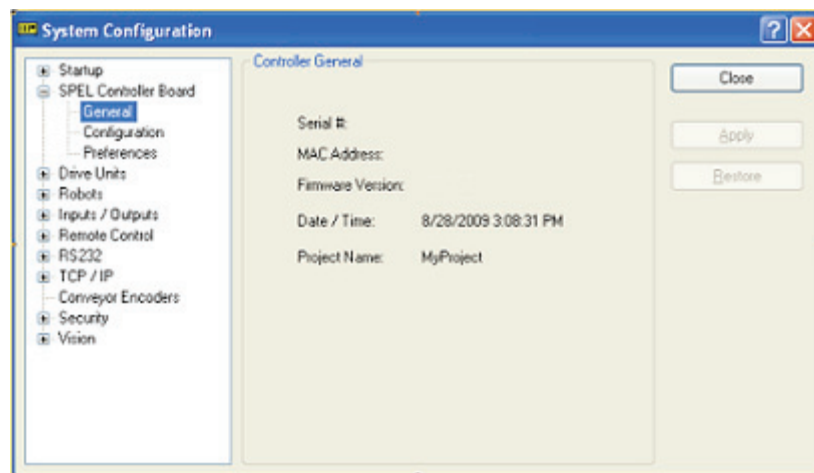 System Configuration
Startup
SPEL Controller Board
General
Configuration
Preferences
Drive Units
Robots
Inputs / Outputs
Remote Control
RS232
TCP / IP
Conveyor Encoders
Security
Vision
Controller General
Serial #:
MAC Address:
Firmware Version:
Date / Time: 8/28/2009 3:08:31 PM
Project Name: MyProject
Close
Apply
Restore